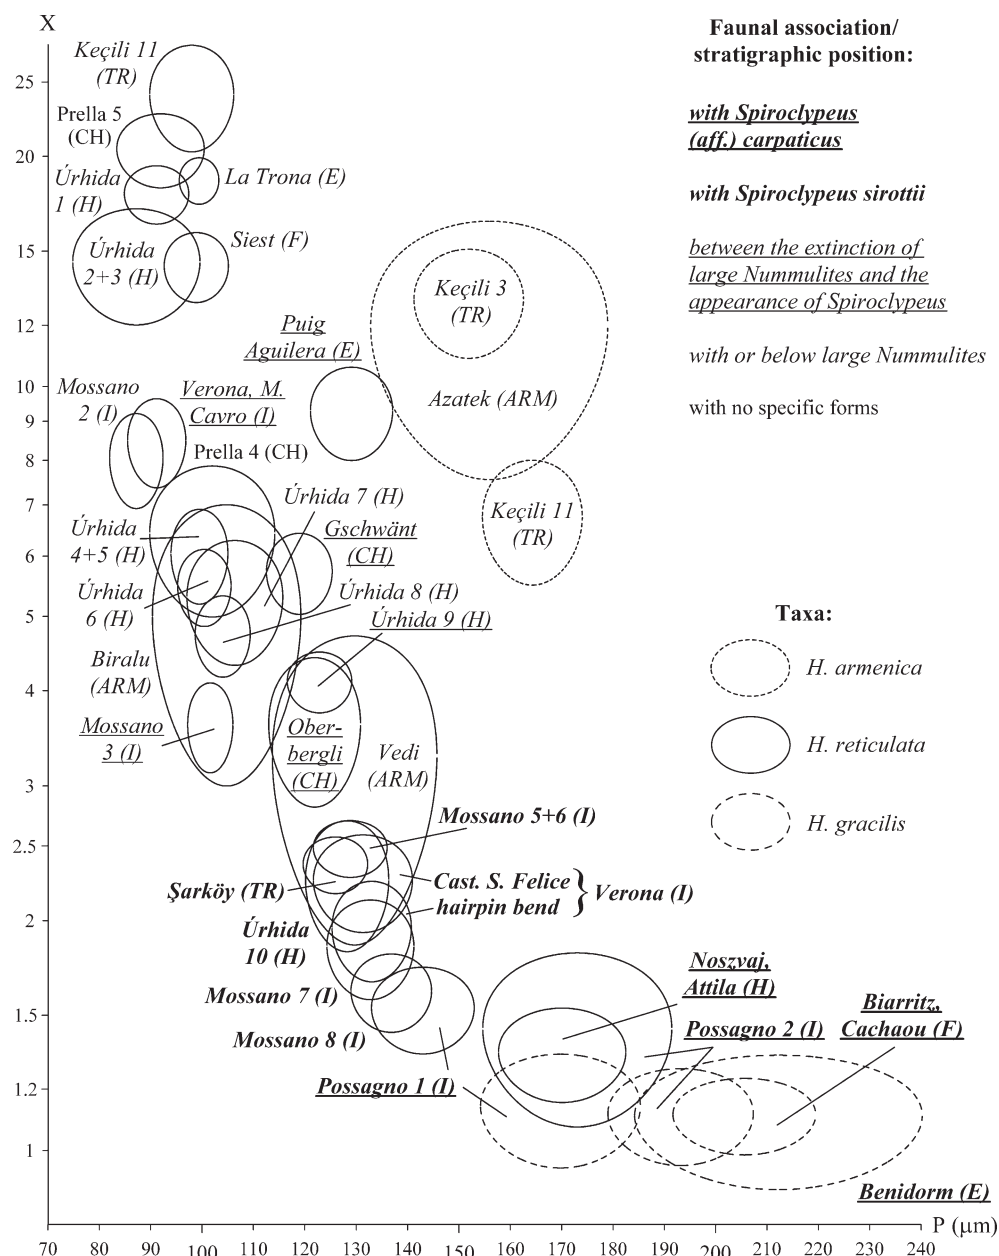 X
Faunal association/
stratigraphic position:
with Spiroclypeus
(aff.) carpaticus
with Spiroclypeus sirottii
between the extinction of
large Nummulites and the
appearance of Spiroclypeus
with or below large Nummulites
with no specific forms
Keçili 11
(TR)
Prella 5
(CH)
Úrhida
1 (H)
La Trona (E)
Úrhida
2+3 (H)
Siest (F)
Keçili 3
(TR)
Puig
Aguilera (E)
Azatek (ARM)
Mossano
2 (I)
Verona, M.
Cavro (I)
Prella 4 (CH)
Úrhida 7 (H)
Keçili 11
(TR)
Úrhida
4+5 (H)
Gschwänt
(CH)
Úrhida
6 (H)
Úrhida 8 (H)
Úrhida 9 (H)
Biralu
(ARM)
Mossano
3 (I)
Ober-
bergli
(CH)
Vedi
(ARM)
Taxa:
H. armenica
H. reticulata
H. gracilis
Mossano 5+6 (I)
Şarköy (TR)
Cast. S. Felice
hairpin bend
} Verona (I)
Úrhida
10 (H)
Mossano 7 (I)
Mossano 8 (I)
Possagno 1 (I)
Noszvaj,
Attila (H)
Possagno 2 (I)
Biarritz,
Cachaou (F)
Benidorm (E)
25
20
15
12
10
9
8
7
6
5
4
3
2.5
2
1.5
1.2
1
70 80 90 100 110 120 130 140 150 160 170 180 190 200 210 220 230 240
P (μm)